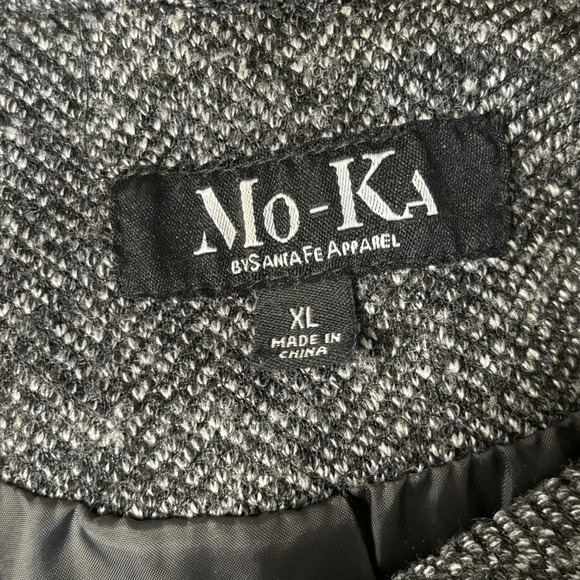 Mo-Ka
BY SANTA FE APPAREL
XL
MADE IN
CHINA